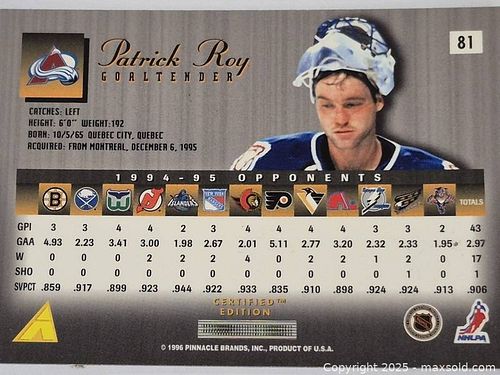 Patrick Roy
GOALTENDER
81
CATCHES: LEFT
HEIGHT: 6'0" WEIGHT:192
BORN: 10/5/65 QUEBEC CITY, QUEBEC
ACQUIRED: FROM MONTREAL, DECEMBER 6, 1995
1994-95 OPPONENTS
TOTALS
GPI 3 3 4 4 2 3 4 4 4 4 3 3 2 43
GAA 4.93 2.23 3.41 3.00 1.98 2.67 2.01 5.11 2.77 3.20 2.32 2.33 1.95 2.97
W 0 0 0 2 2 2 4 0 2 2 1 2 0 17
SHO 0 0 0 0 0 0 0 0 0 0 0 1 0 1
SVPCT .859 .917 .899 .923 .944 .922 .933 .835 .910 .898 .924 .924 .913 .906
CERTIFIED™
EDITION
NHLPA
© 1996 PINNACLE BRANDS, INC., PRODUCT OF U.S.A.
Copyright 2025 - maxsold.com